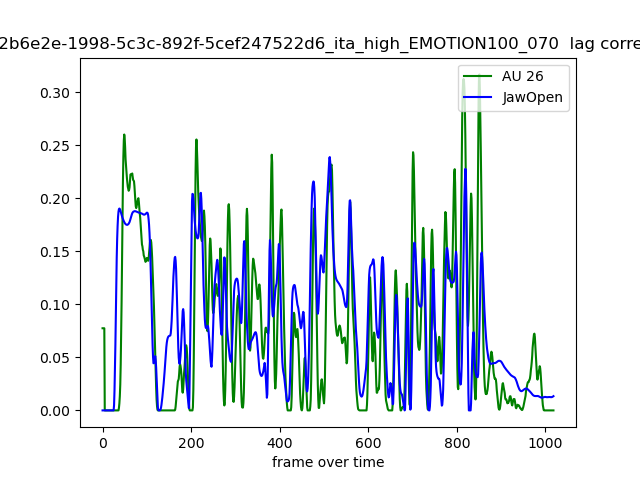 2b6e2e-1998-5c3c-892f-5cef247522d6_ita_high_EMOTION100_070 lag corre
AU 26
JawOpen
0.30
0.25
0.20
0.15
0.10
0.05
0.00
0 200 400 600 800 1000
frame over time